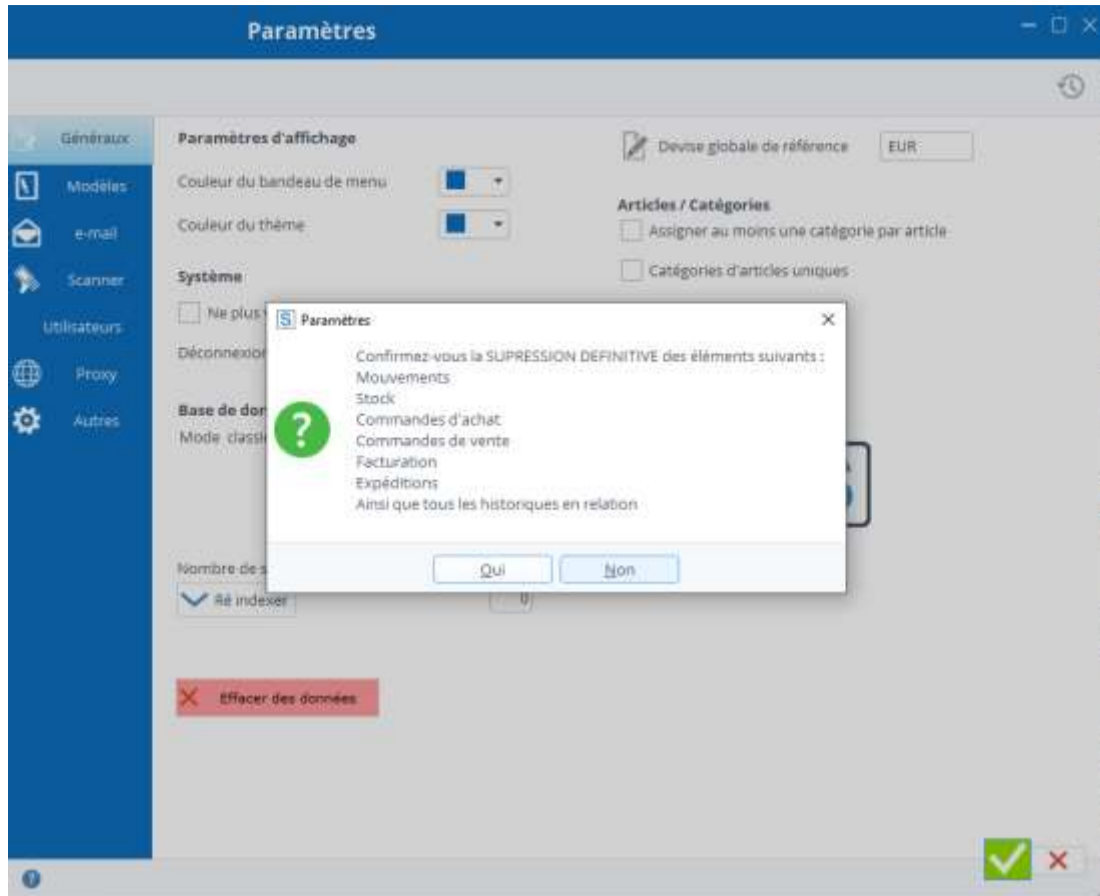 Paramètres
Généraux
Modèles
e-mail
Scanner
Utilisateurs
Proxy
Autres
Paramètres d'affichage
Couleur du bandeau de menu
Couleur du thème
Système
Ne plus
Déconnexion
Base de don
Mode classi
Nombre de s
Ré indexer
0
Effacer des données
Devise globale de référence
EUR
Articles / Catégories
Assigner au moins une catégorie par article
Catégories d'articles uniques
Paramètres
Confirmez-vous la SUPRESSION DEFINITIVE des éléments suivants :
Mouvements
Stock
Commandes d'achat
Commandes de vente
Facturation
Expéditions
Ainsi que tous les historiques en relation
Oui
Non